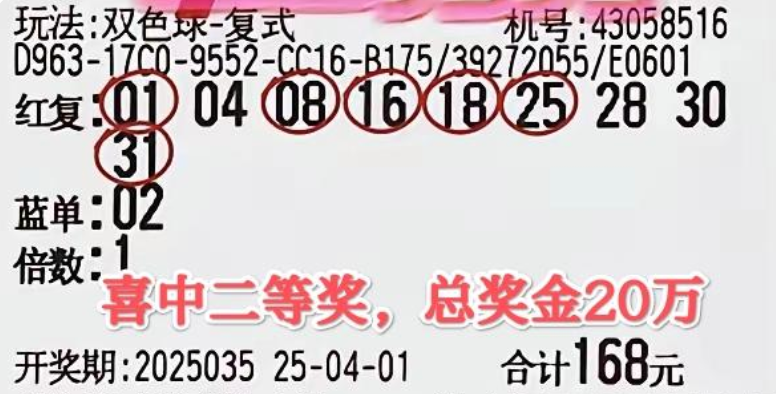 玩法:双色球-复式 机号:43058516
D963-17C0-9552-CC16-B175/39272055/E0601
红复:01 04 08 16 18 25 28 30
31
蓝单:02
倍数:1
喜中二等奖，总奖金20万
开奖期:2025035 25-04-01 合计168元